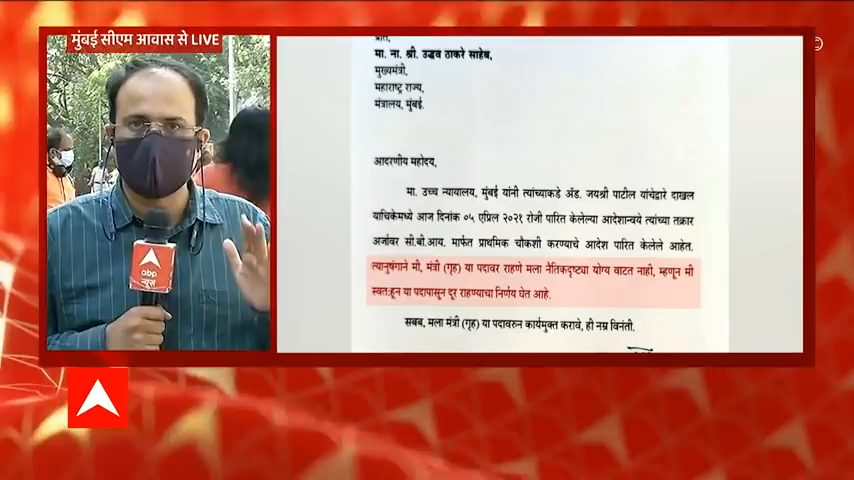 मुंबई सीएम आवास से LIVE
प्रति,
मा. ना. श्री. उद्धव ठाकरे साहेब,
मुख्यमंत्री,
महाराष्ट्र राज्य,
मंत्रालय, मुंबई.
आदरणीय महोदय,
मा. उच्च न्यायालय, मुंबई यांनी त्यांच्याकडे ॲड. जयश्री पाटील यांचेद्वारे दाखल
याचिकेमध्ये आज दिनांक ०५ एप्रिल २०२१ रोजी पारित केलेल्या आदेशान्वये त्यांच्या तक्रार
अर्जावर सी.बी.आय. मार्फत प्राथमिक चौकशी करण्याचे आदेश पारित केलेले आहेत.
त्यानुषंगाने मी, मंत्री (गृह) या पदावर राहणे मला नैतिकदृष्ट्या योग्य वाटत नाही, म्हणून मी
स्वत:हून या पदापासून दूर राहण्याचा निर्णय घेत आहे.
सबब, मला मंत्री (गृह) या पदावरुन कार्यमुक्त करावे, ही नम्र विनंती.
abp
न्यूज़